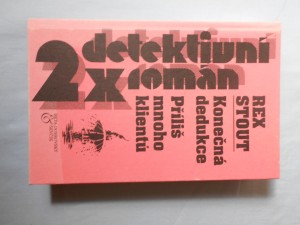 2x detektivní
román
REX
STOUT
Konečná
dedukce
Příliš
mnoho
klientů